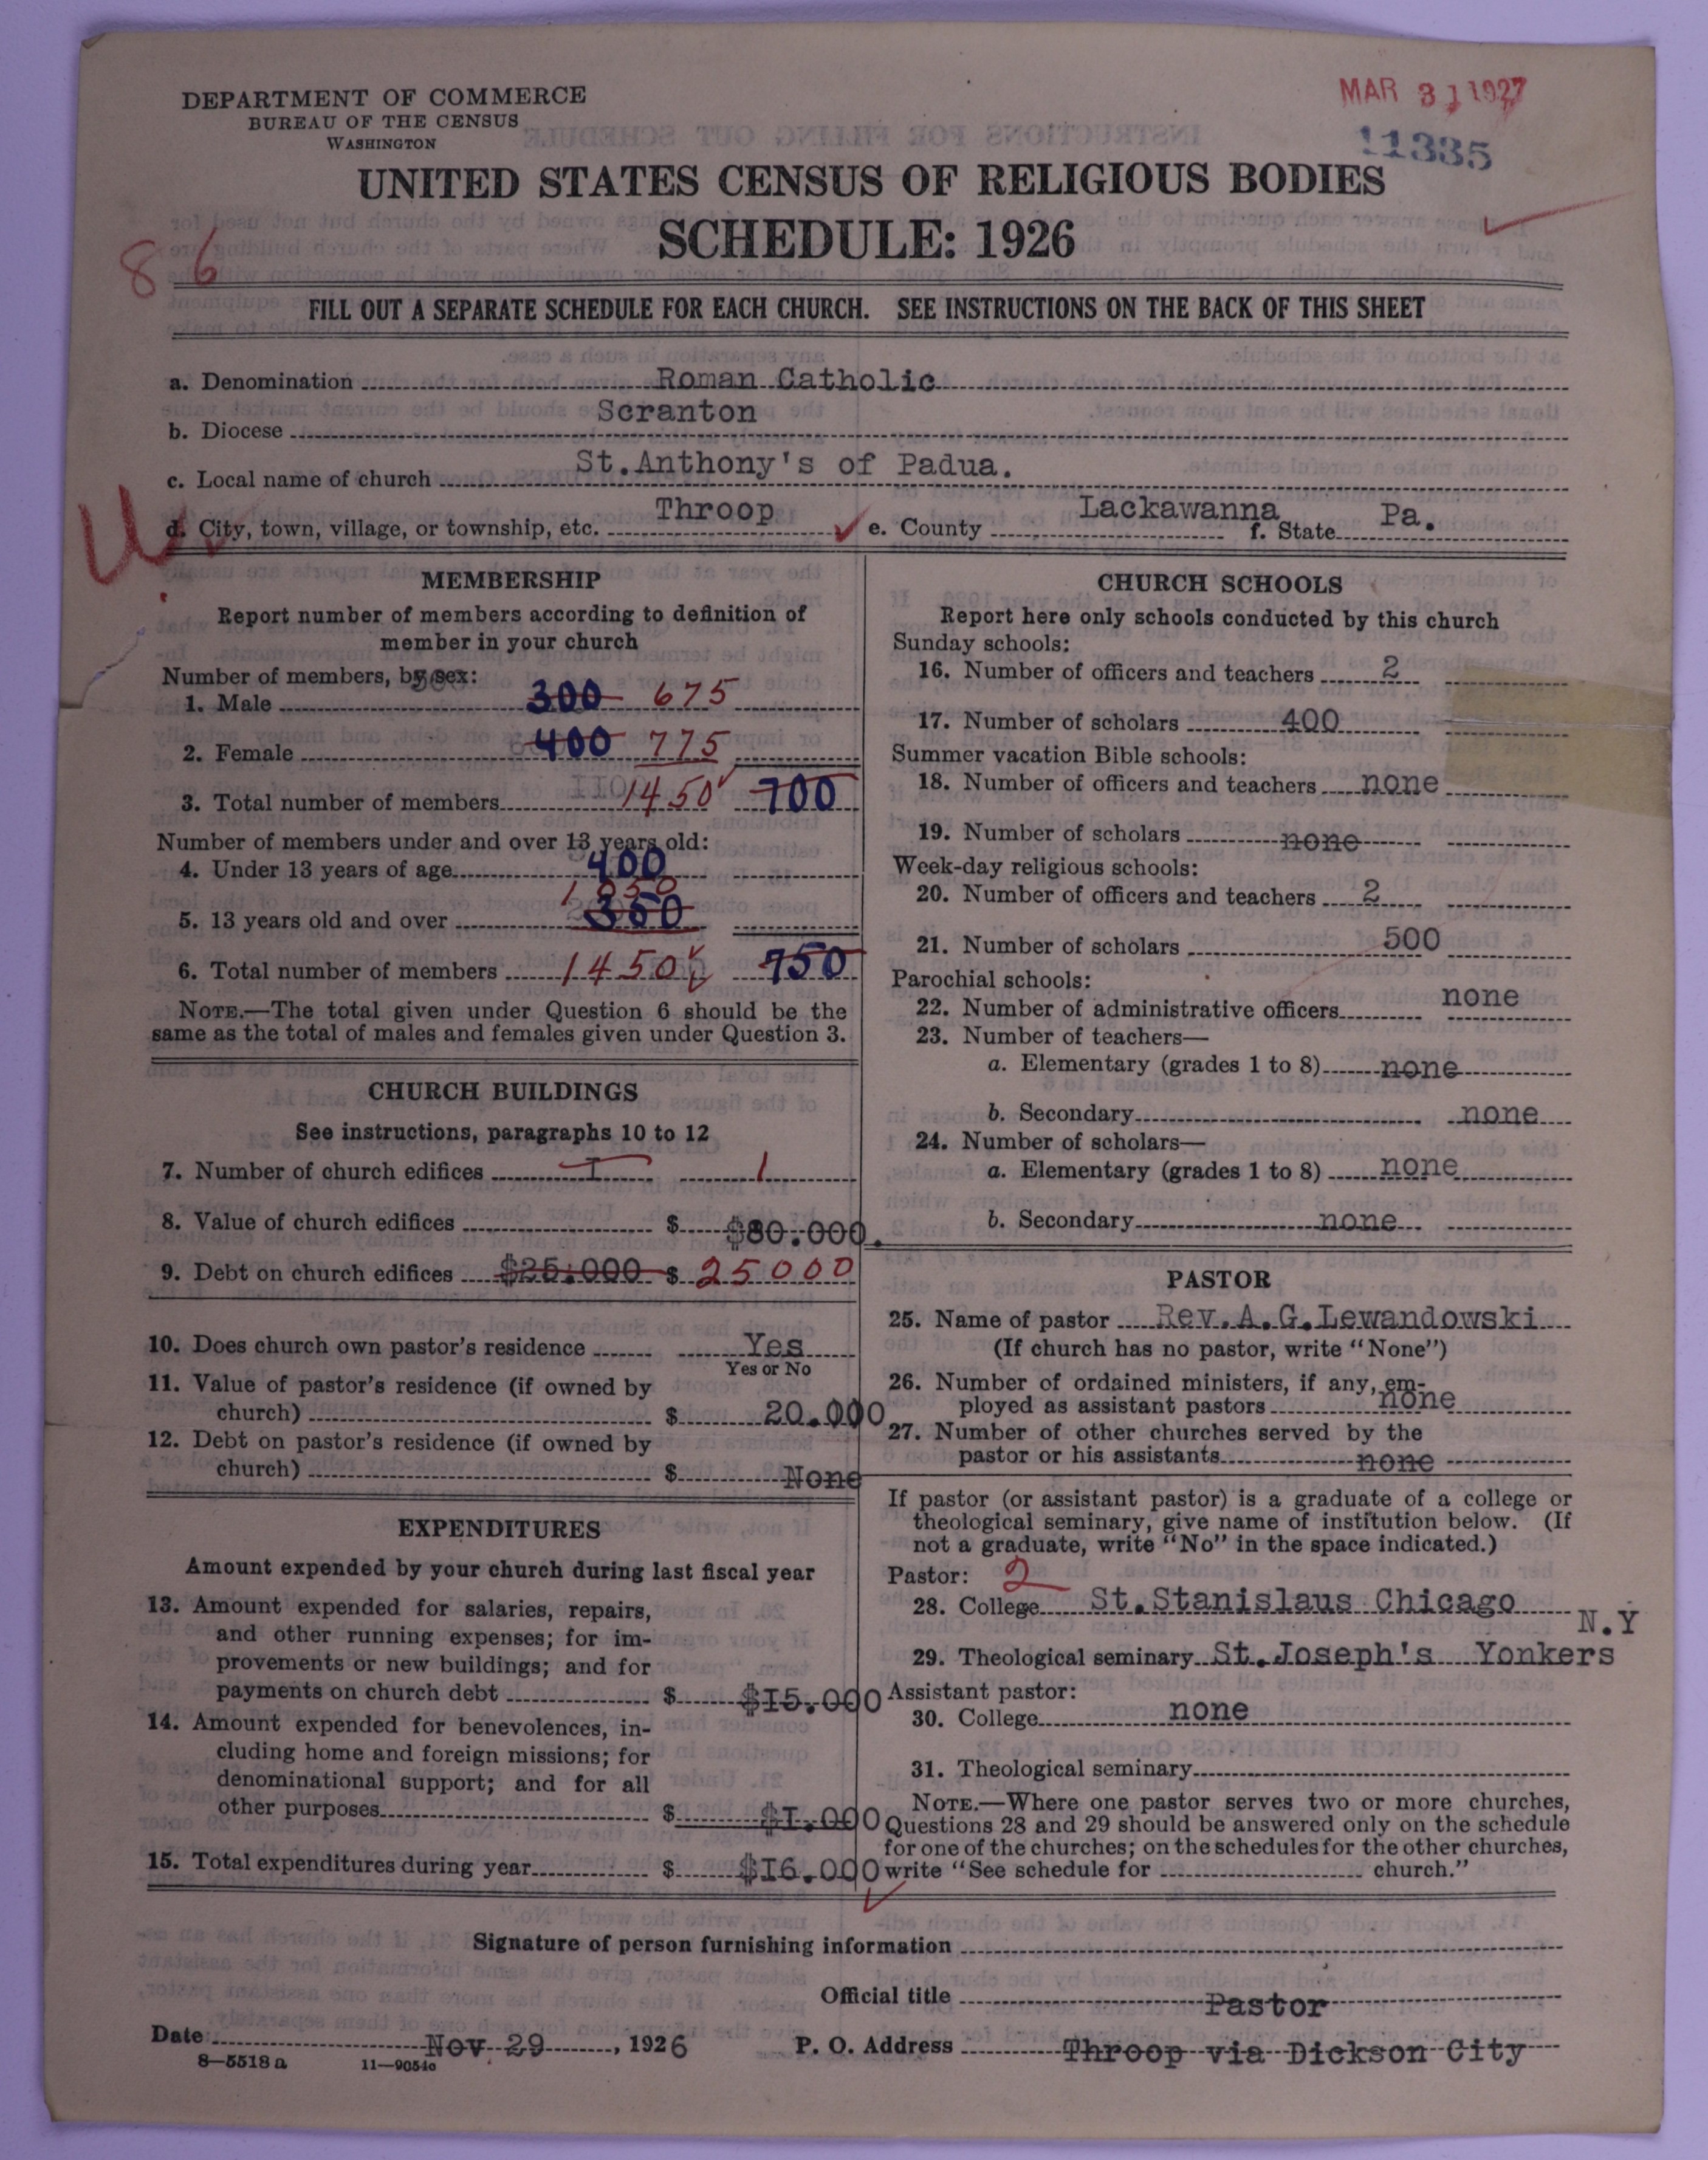 DEPARTMENT OF COMMERCE
BUREAU OF THE CENSUS
WASHINGTON
MAR 31 1927
11335
UNITED STATES CENSUS OF RELIGIOUS BODIES
SCHEDULE: 1926
86
FILL OUT A SEPARATE SCHEDULE FOR EACH CHURCH. SEE INSTRUCTIONS ON THE BACK OF THIS SHEET
a. Denomination Roman Catholic
b. Diocese Scranton
c. Local name of church St.Anthony's of Padua.
d. City, town, village, or township, etc. Throop e. County Lackawanna f. State Pa.
MEMBERSHIP
Report number of members according to definition of
member in your church
Number of members, by sex:
1. Male 300 675
2. Female 400 775
3. Total number of members 1450 700
Number of members under and over 13 years old:
4. Under 13 years of age 400
1050
5. 13 years old and over 350
6. Total number of members 1450 750
NOTE.—The total given under Question 6 should be the
same as the total of males and females given under Question 3.
CHURCH BUILDINGS
See instructions, paragraphs 10 to 12
7. Number of church edifices I 1
8. Value of church edifices $ $80.000.
9. Debt on church edifices $25.000 $ 25000
10. Does church own pastor's residence Yes
Yes or No
11. Value of pastor's residence (if owned by
church) $ 20.000
12. Debt on pastor's residence (if owned by
church) $ None
EXPENDITURES
Amount expended by your church during last fiscal year
13. Amount expended for salaries, repairs,
and other running expenses; for im-
provements or new buildings; and for
payments on church debt $ $I5.000
14. Amount expended for benevolences, in-
cluding home and foreign missions; for
denominational support; and for all
other purposes $ $I.000
15. Total expenditures during year $ $I6.000
CHURCH SCHOOLS
Report here only schools conducted by this church
Sunday schools:
16. Number of officers and teachers 2
17. Number of scholars 400
Summer vacation Bible schools:
18. Number of officers and teachers none
19. Number of scholars none
Week-day religious schools:
20. Number of officers and teachers 2
21. Number of scholars 500
Parochial schools:
22. Number of administrative officers none
23. Number of teachers—
a. Elementary (grades 1 to 8) none
b. Secondary none
24. Number of scholars—
a. Elementary (grades 1 to 8) none
b. Secondary none
PASTOR
25. Name of pastor Rev.A.G.Lewandowski
(If church has no pastor, write "None")
26. Number of ordained ministers, if any, em-
ployed as assistant pastors none
27. Number of other churches served by the
pastor or his assistants none
If pastor (or assistant pastor) is a graduate of a college or
theological seminary, give name of institution below. (If
not a graduate, write "No" in the space indicated.)
Pastor: 2
28. College St.Stanislaus Chicago
N.Y
29. Theological seminary St.Joseph's Yonkers
Assistant pastor:
30. College none
31. Theological seminary
NOTE.—Where one pastor serves two or more churches,
Questions 28 and 29 should be answered only on the schedule
for one of the churches; on the schedules for the other churches,
write "See schedule for church."
Signature of person furnishing information
Official title Pastor
Date Nov 29, 1926 P. O. Address Throop via Dickson City
8—5518 a 11—9054c